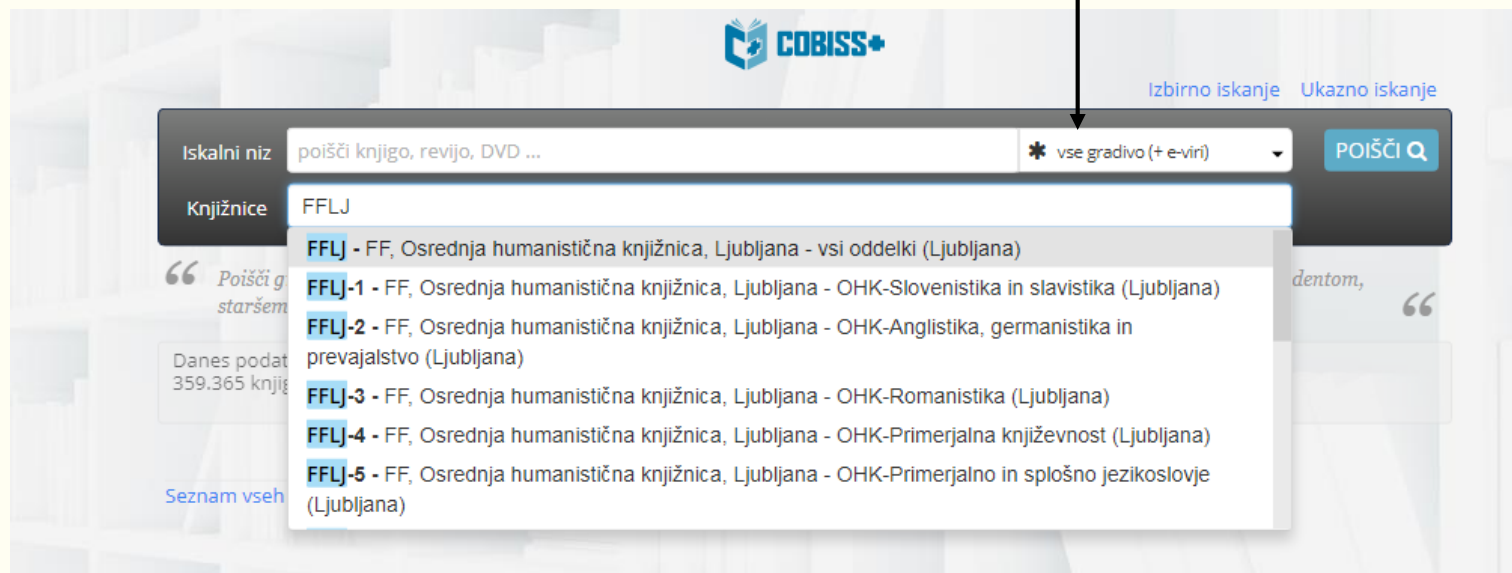 COBISS+
Izbirno iskanje Ukazno iskanje
Iskalni niz poišči knjigo, revijo, DVD ... ✱ vse gradivo (+ e-viri) POIŠČI
Knjižnice FFLJ
FFLJ - FF, Osrednja humanistična knjižnica, Ljubljana - vsi oddelki (Ljubljana)
Poišči g
FFLJ-1 - FF, Osrednja humanistična knjižnica, Ljubljana - OHK-Slovenistika in slavistika (Ljubljana)
dentom,
staršem
FFLJ-2 - FF, Osrednja humanistična knjižnica, Ljubljana - OHK-Anglistika, germanistika in
prevajalstvo (Ljubljana)
Danes podat
359.365 knjig
FFLJ-3 - FF, Osrednja humanistična knjižnica, Ljubljana - OHK-Romanistika (Ljubljana)
FFLJ-4 - FF, Osrednja humanistična knjižnica, Ljubljana - OHK-Primerjalna književnost (Ljubljana)
FFLJ-5 - FF, Osrednja humanistična knjižnica, Ljubljana - OHK-Primerjalno in splošno jezikoslovje
(Ljubljana)
Seznam vseh